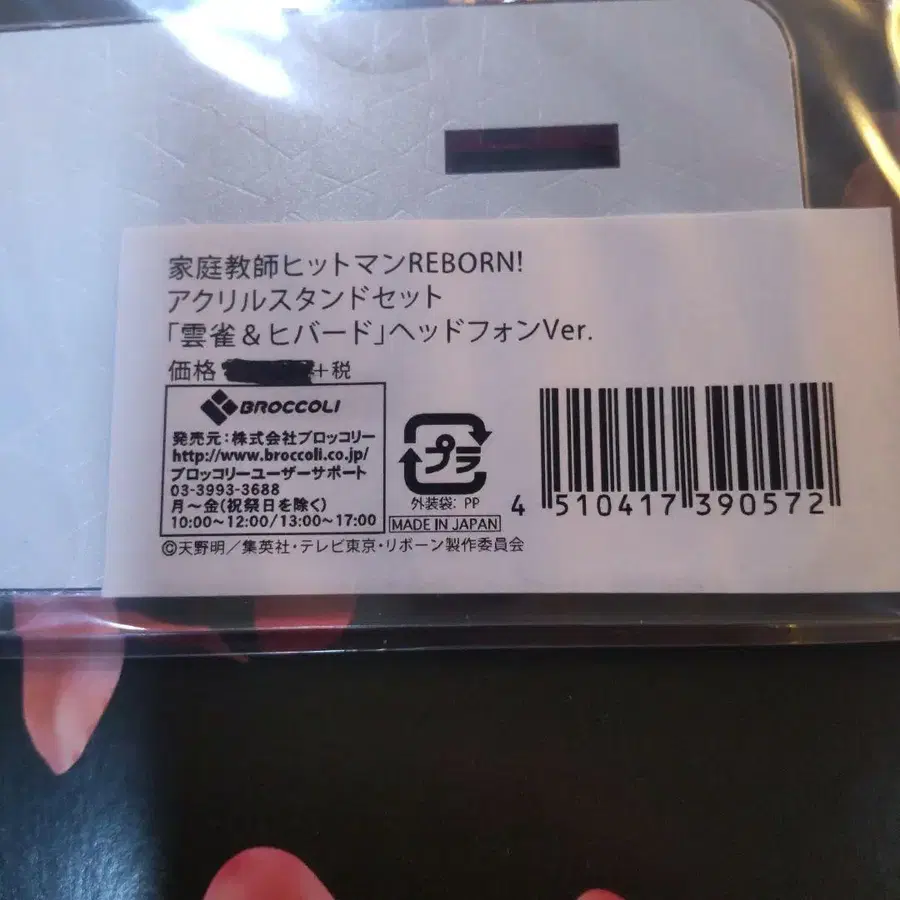 家庭教師ヒットマンREBORN!
アクリルスタンドセット
「雲雀&ヒバード」ヘッドフォンVer.
価格 +税
BROCCOLI
発売元:株式会社ブロッコリー
http://www.broccoli.co.jp/
ブロッコリーユーザーサポート
03-3993-3688
月～金(祝祭日を除く)
10:00～12:00/13:00～17:00
プラ
外装袋: PP
MADE IN JAPAN
4 510417 390572
©天野明/集英社・テレビ東京・リボーン製作委員会